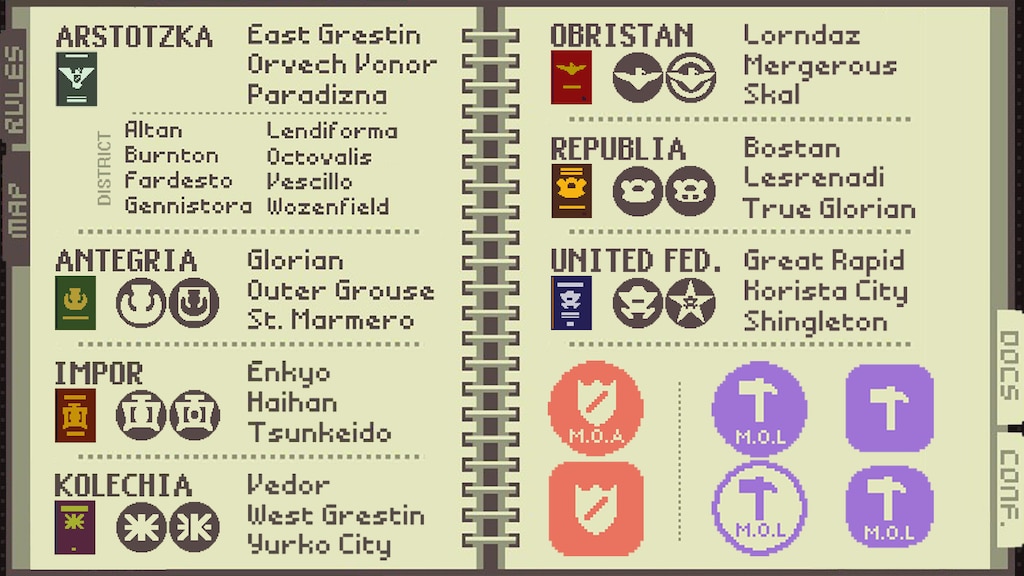 RULES
MAP
ARSTOTZKA
East Grestin
Orvech Vonor
Paradizna
DISTRICT
Altan
Burnton
Fardesto
Gennistora
Lendiforma
Octovalis
Vescillo
Wozenfield
ANTEGRIA
Glorian
Outer Grouse
St. Marmero
IMPOR
Enkyo
Haihan
Tsunkeido
KOLECHIA
Vedor
West Grestin
Yurko City
OBRISTAN
Lorndaz
Mergerous
Skal
REPUBLIA
Bostan
Lesrenadi
True Glorian
UNITED FED.
Great Rapid
Korista City
Shingleton
M.O.A
M.O.L
M.O.L
M.O.L
DOCS
CONF.